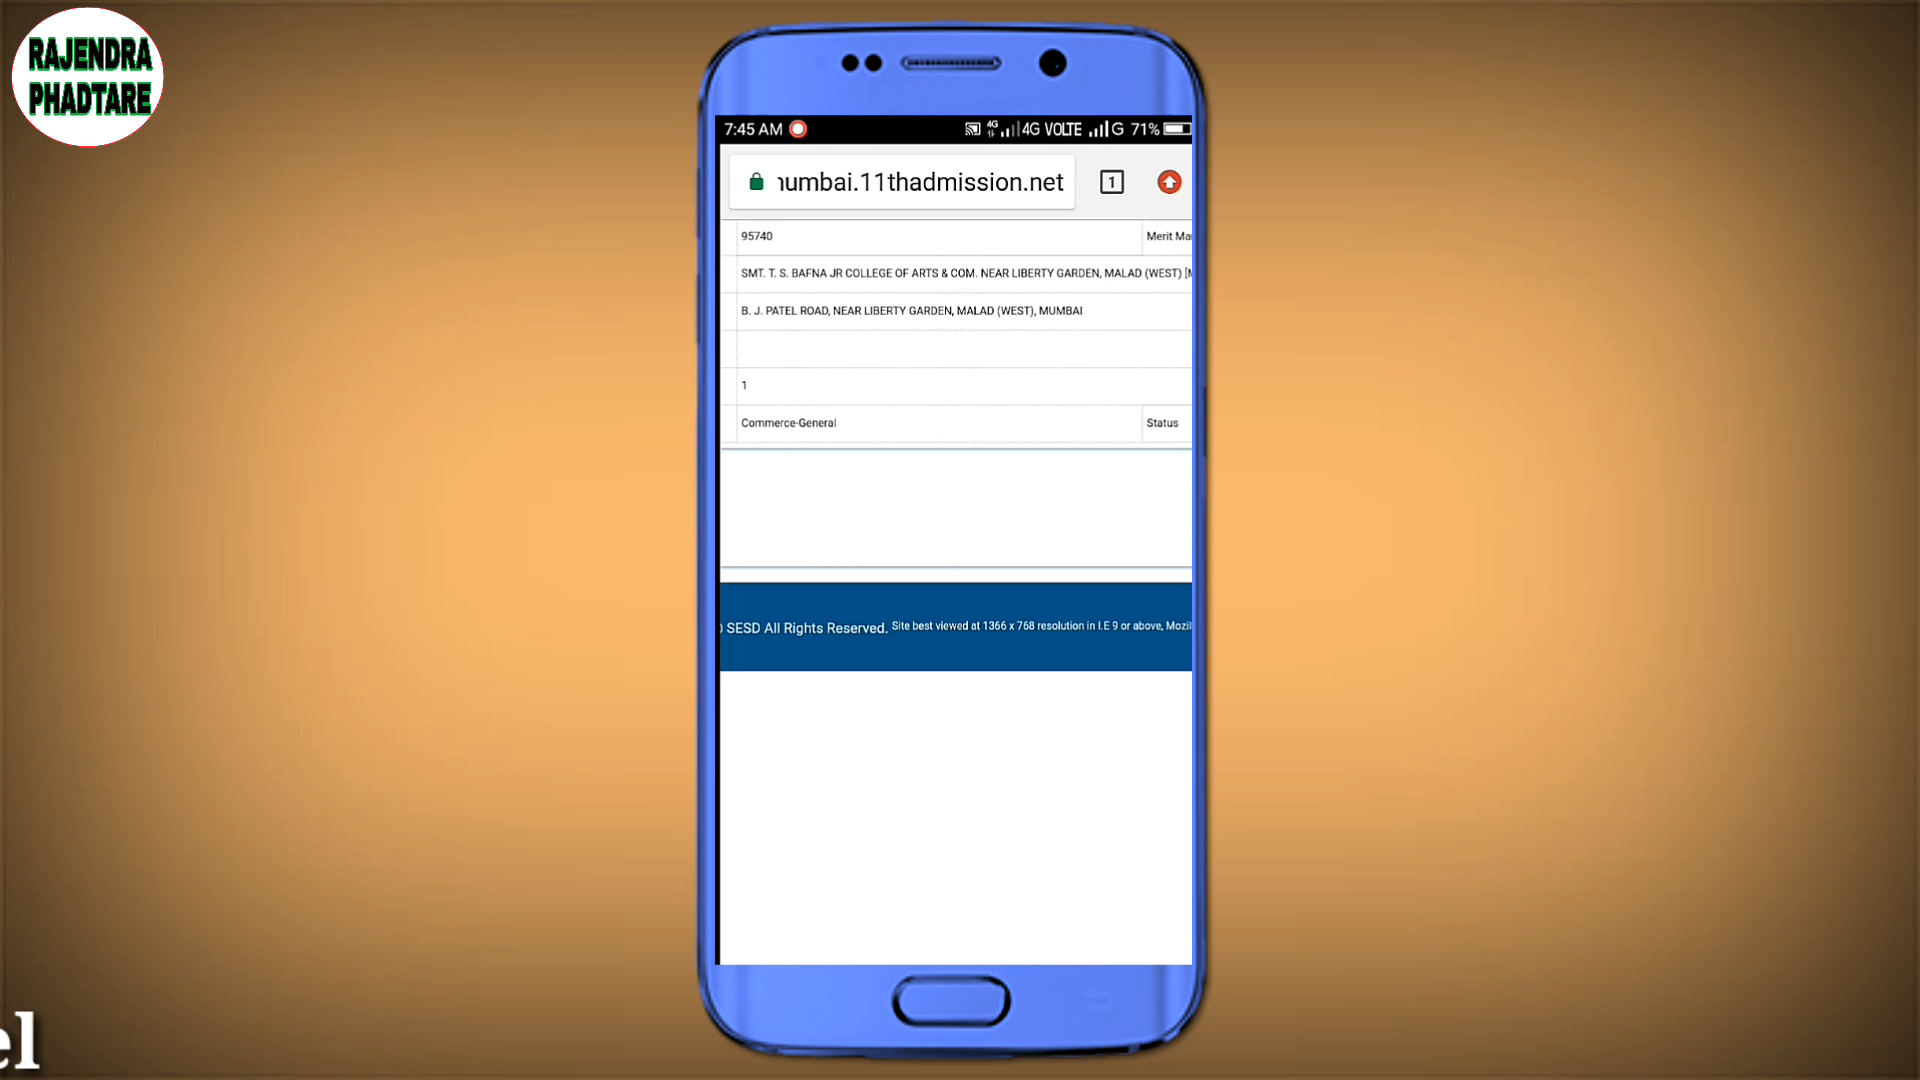 RAJENDRA
PHADTARE
7:45 AM 4G 4G VOLTE G 71%
umbai.11thadmission.net 1
95740 Merit Ma
SMT. T. S. BAFNA JR COLLEGE OF ARTS & COM. NEAR LIBERTY GARDEN, MALAD (WEST) [M
B. J. PATEL ROAD, NEAR LIBERTY GARDEN, MALAD (WEST), MUMBAI
1
Commerce-General Status
SESD All Rights Reserved. Site best viewed at 1366 x 768 resolution in I.E 9 or above, Mozil
el